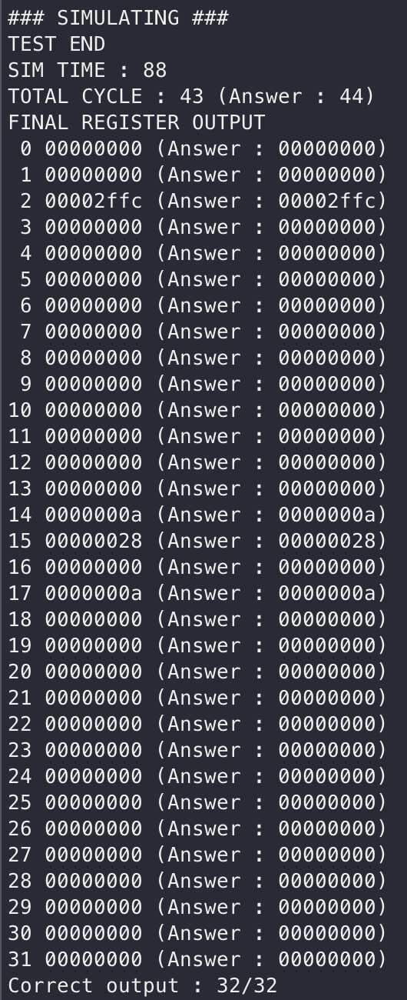 ### SIMULATING ###
TEST END
SIM TIME : 88
TOTAL CYCLE : 43 (Answer : 44)
FINAL REGISTER OUTPUT
 0 00000000 (Answer : 00000000)
 1 00000000 (Answer : 00000000)
 2 00002ffc (Answer : 00002ffc)
 3 00000000 (Answer : 00000000)
 4 00000000 (Answer : 00000000)
 5 00000000 (Answer : 00000000)
 6 00000000 (Answer : 00000000)
 7 00000000 (Answer : 00000000)
 8 00000000 (Answer : 00000000)
 9 00000000 (Answer : 00000000)
10 00000000 (Answer : 00000000)
11 00000000 (Answer : 00000000)
12 00000000 (Answer : 00000000)
13 00000000 (Answer : 00000000)
14 0000000a (Answer : 0000000a)
15 00000028 (Answer : 00000028)
16 00000000 (Answer : 00000000)
17 0000000a (Answer : 0000000a)
18 00000000 (Answer : 00000000)
19 00000000 (Answer : 00000000)
20 00000000 (Answer : 00000000)
21 00000000 (Answer : 00000000)
22 00000000 (Answer : 00000000)
23 00000000 (Answer : 00000000)
24 00000000 (Answer : 00000000)
25 00000000 (Answer : 00000000)
26 00000000 (Answer : 00000000)
27 00000000 (Answer : 00000000)
28 00000000 (Answer : 00000000)
29 00000000 (Answer : 00000000)
30 00000000 (Answer : 00000000)
31 00000000 (Answer : 00000000)
Correct output : 32/32